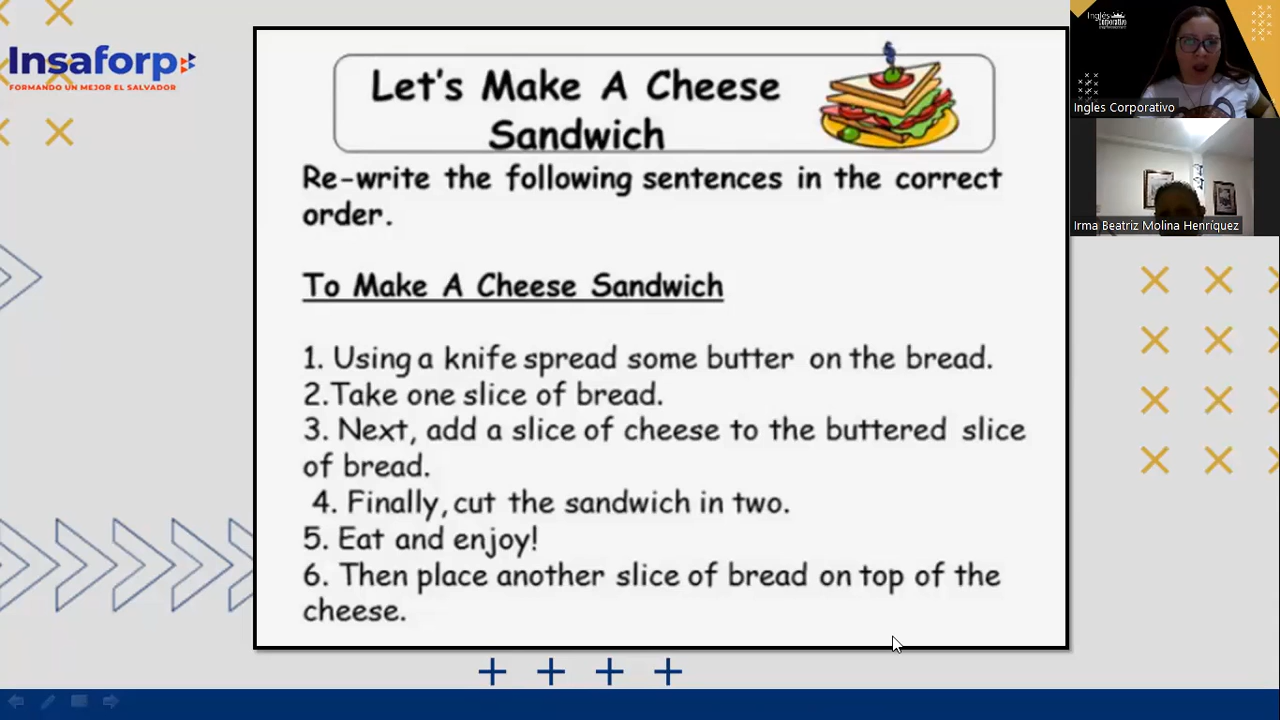 Insaforp
FORMANDO UN MEJOR EL SALVADOR
Let's Make A Cheese
Sandwich
Re-write the following sentences in the correct
order.
To Make A Cheese Sandwich
1. Using a knife spread some butter on the bread.
2.Take one slice of bread.
3. Next, add a slice of cheese to the buttered slice
of bread.
4. Finally, cut the sandwich in two.
5. Eat and enjoy!
6. Then place another slice of bread on top of the
cheese.
Inglés
Corporativo
Ingles Corporativo
Irma Beatriz Molina Henríquez